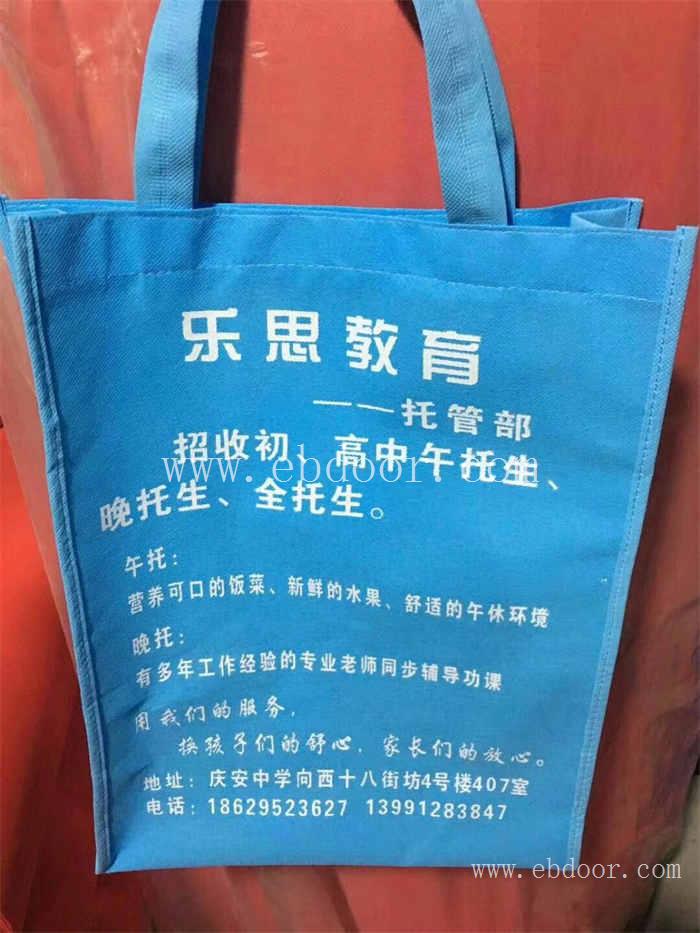 乐思教育
——托管部
招收初、高中午托生、
晚托生、全托生。
www.ebdoor.com
午托：
营养可口的饭菜、新鲜的水果、舒适的午休环境
晚托：
有多年工作经验的专业老师同步辅导功课
用我们的服务，
换孩子们的舒心，家长们的放心。
地址：庆安中学向西十八街坊4号楼407室
电话：18629523627 13991283847
www.ebdoor.com